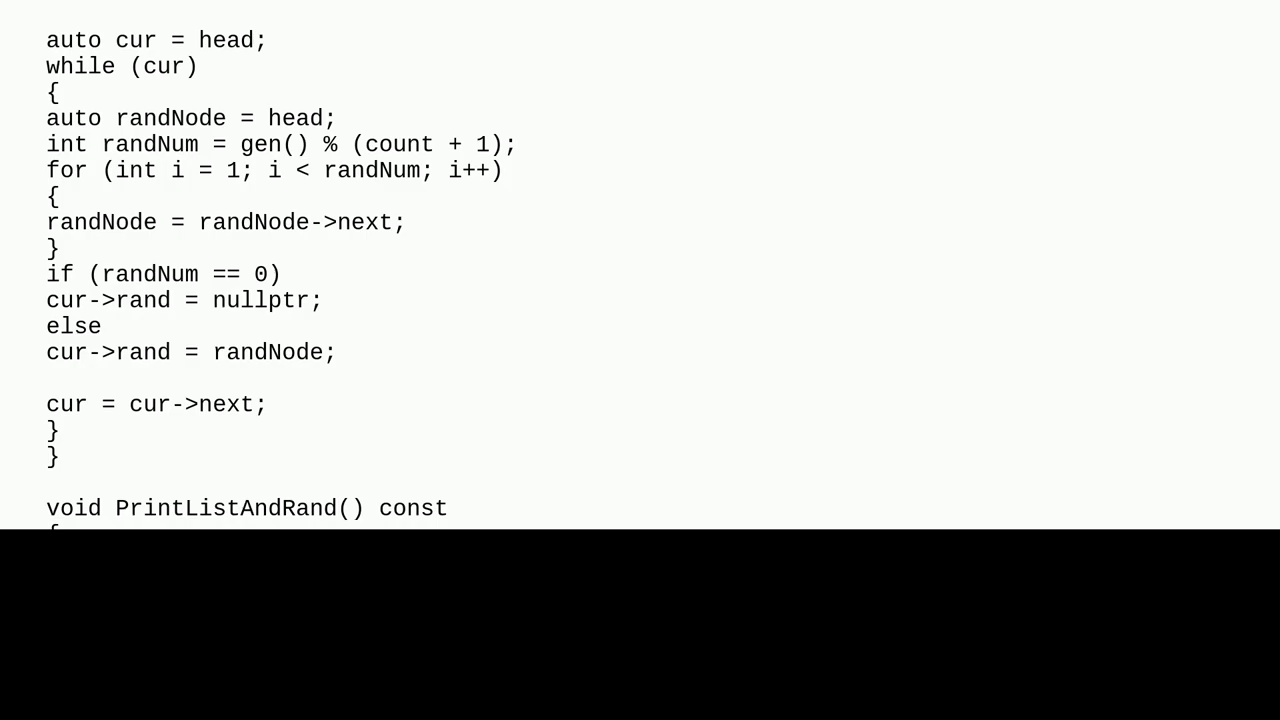 auto cur = head;
while (cur)
{
auto randNode = head;
int randNum = gen() % (count + 1);
for (int i = 1; i < randNum; i++)
{
randNode = randNode->next;
}
if (randNum == 0)
cur->rand = nullptr;
else
cur->rand = randNode;

cur = cur->next;
}
}

void PrintListAndRand() const